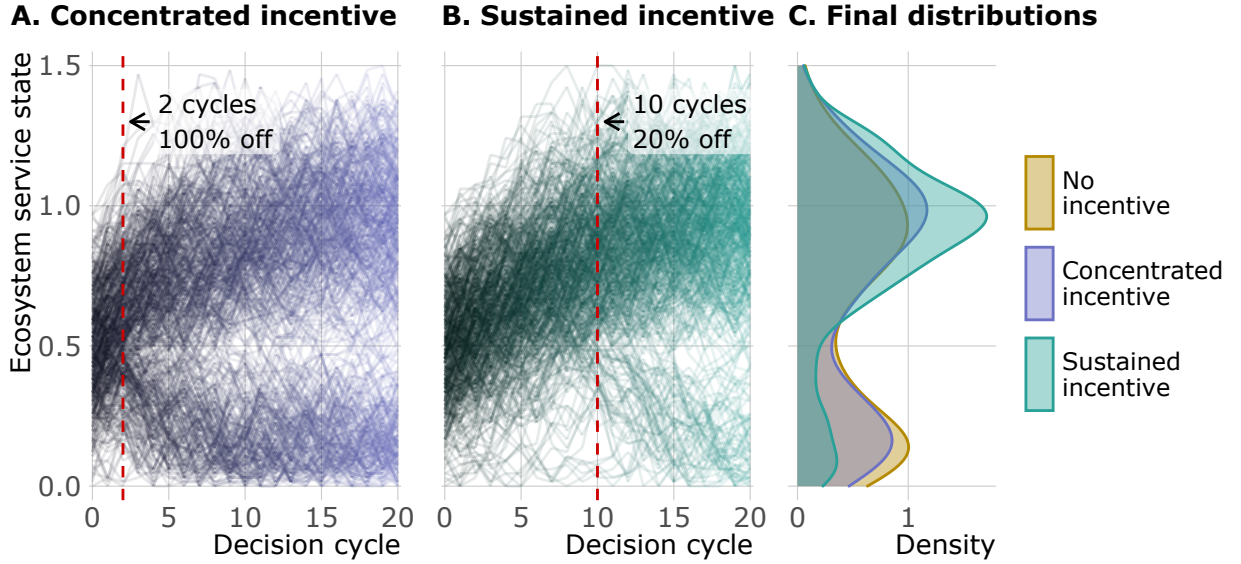 A. Concentrated incentive
B. Sustained incentive
C. Final distributions
Ecosystem service state
1.5
1.0
0.5
0.0
2 cycles
100% off
0 5 10 15 20
Decision cycle
10 cycles
20% off
0 5 10 15 20
Decision cycle
0 1
Density
No
incentive
Concentrated
incentive
Sustained
incentive